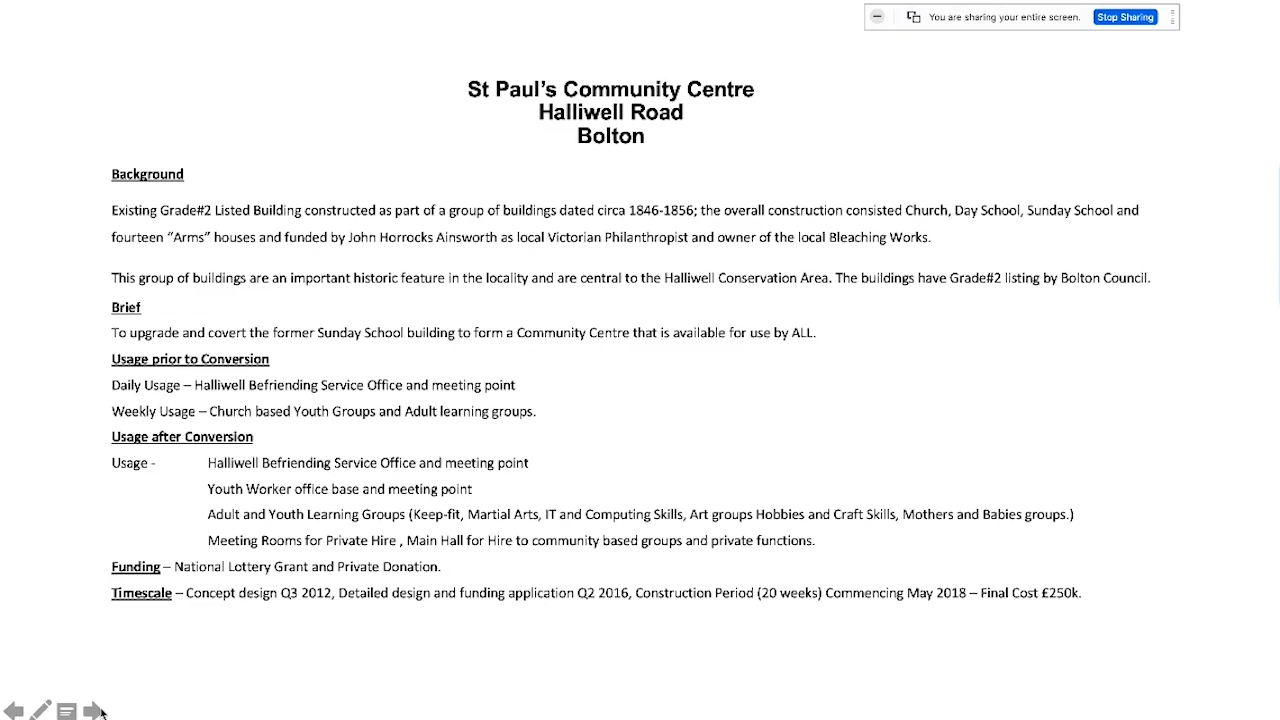 You are sharing your entire screen. Stop Sharing
St Paul's Community Centre
Halliwell Road
Bolton
Background
Existing Grade#2 Listed Building constructed as part of a group of buildings dated circa 1846-1856; the overall construction consisted Church, Day School, Sunday School and
fourteen “Arms” houses and funded by John Horrocks Ainsworth as local Victorian Philanthropist and owner of the local Bleaching Works.
This group of buildings are an important historic feature in the locality and are central to the Halliwell Conservation Area. The buildings have Grade#2 listing by Bolton Council.
Brief
To upgrade and covert the former Sunday School building to form a Community Centre that is available for use by ALL.
Usage prior to Conversion
Daily Usage – Halliwell Befriending Service Office and meeting point
Weekly Usage – Church based Youth Groups and Adult learning groups.
Usage after Conversion
Usage - Halliwell Befriending Service Office and meeting point
Youth Worker office base and meeting point
Adult and Youth Learning Groups (Keep-fit, Martial Arts, IT and Computing Skills, Art groups Hobbies and Craft Skills, Mothers and Babies groups.)
Meeting Rooms for Private Hire , Main Hall for Hire to community based groups and private functions.
Funding – National Lottery Grant and Private Donation.
Timescale – Concept design Q3 2012, Detailed design and funding application Q2 2016, Construction Period (20 weeks) Commencing May 2018 – Final Cost £250k.